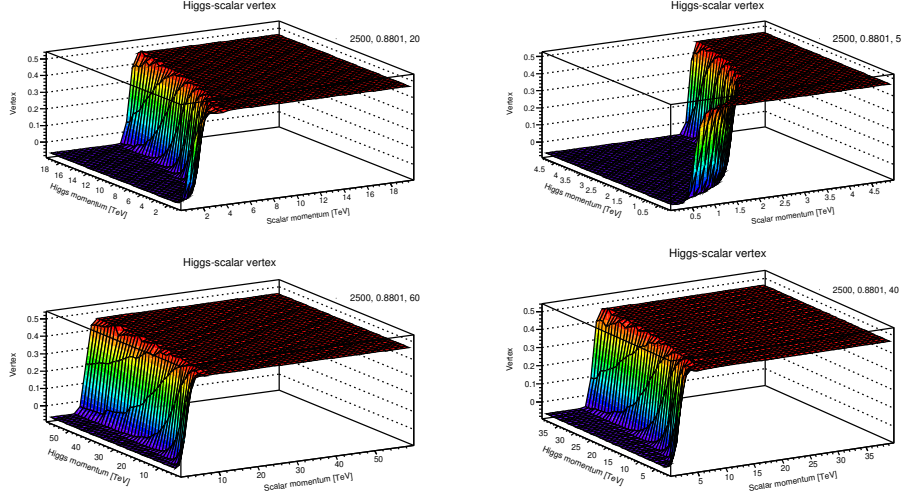 Higgs-scalar vertex
2500, 0.8801, 20
Vertex
0.5
0.4
0.3
0.2
0.1
0
18 16 14 12 10 8 6 4 2
Higgs momentum [TeV]
2 4 6 8 10 12 14 16 18
Scalar momentum [TeV]
Higgs-scalar vertex
2500, 0.8801, 5
Vertex
0.5
0.4
0.3
0.2
0.1
0
4.5 4 3.5 3 2.5 2 1.5 1 0.5
Higgs momentum [TeV]
0.5 1 1.5 2 2.5 3 3.5 4 4.5
Scalar momentum [TeV]
Higgs-scalar vertex
2500, 0.8801, 60
Vertex
0.5
0.4
0.3
0.2
0.1
0
50 40 30 20 10
Higgs momentum [TeV]
10 20 30 40 50
Scalar momentum [TeV]
Higgs-scalar vertex
2500, 0.8801, 40
Vertex
0.5
0.4
0.3
0.2
0.1
0
35 30 25 20 15 10 5
Higgs momentum [TeV]
5 10 15 20 25 30 35
Scalar momentum [TeV]